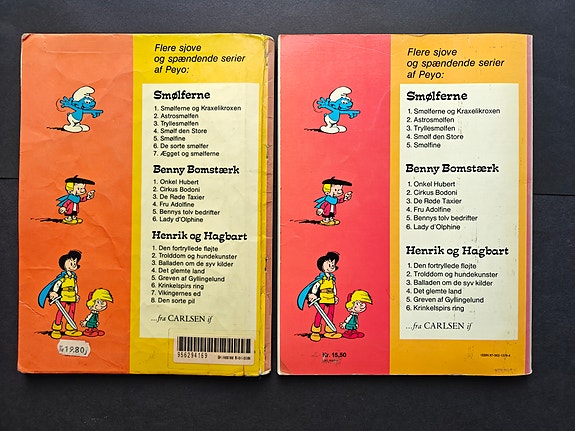 Flere sjove
og spændende serier
af Peyo:
Smølferne
1. Smølferne og Kraxelikroxen
2. Astrosmølfen
3. Tryllesmølfen
4. Smølf den Store
5. Smølfine
6. De sorte smølfer
7. Ægget og smølferne
Benny Bomstærk
1. Onkel Hubert
2. Cirkus Bodoni
3. De Røde Taxier
4. Fru Adolfine
5. Bennys tolv bedrifter
6. Lady d'Olphine
Henrik og Hagbart
1. Den fortryllede fløjte
2. Trolddom og hundekunster
3. Balladen om de syv kilder
4. Det glemte land
5. Greven af Gyllingelund
6. Krinkelspirs ring
7. Vikingernes ed
8. Den sorte pil
...fra CARLSEN if
19.80
956294169
Flere sjove
og spændende serier
af Peyo:
Smølferne
1. Smølferne og Kraxelikroxen
2. Astrosmølfen
3. Tryllesmølfen
4. Smølf den Store
5. Smølfine
Benny Bomstærk
1. Onkel Hubert
2. Cirkus Bodoni
3. De Røde Taxier
4. Fru Adolfine
5. Bennys tolv bedrifter
6. Lady d'Olphine
Henrik og Hagbart
1. Den fortryllede fløjte
2. Trolddom og hundekunster
3. Balladen om de syv kilder
4. Det glemte land
5. Greven af Gyllingelund
6. Krinkelspirs ring
...fra CARLSEN if
Kr. 15,50